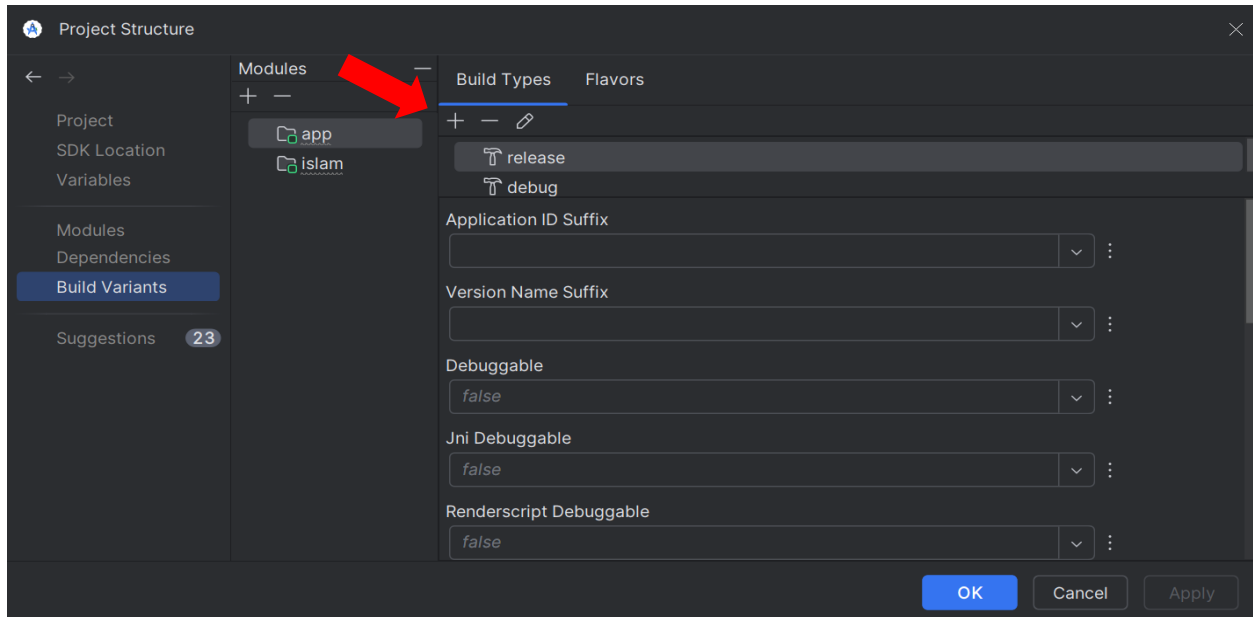 Project Structure
Project
SDK Location
Variables
Modules
Dependencies
Build Variants
Suggestions 23
Modules
app
islam
Build Types Flavors
release
debug
Application ID Suffix
Version Name Suffix
Debuggable
false
Jni Debuggable
false
Renderscript Debuggable
false
OK Cancel Apply